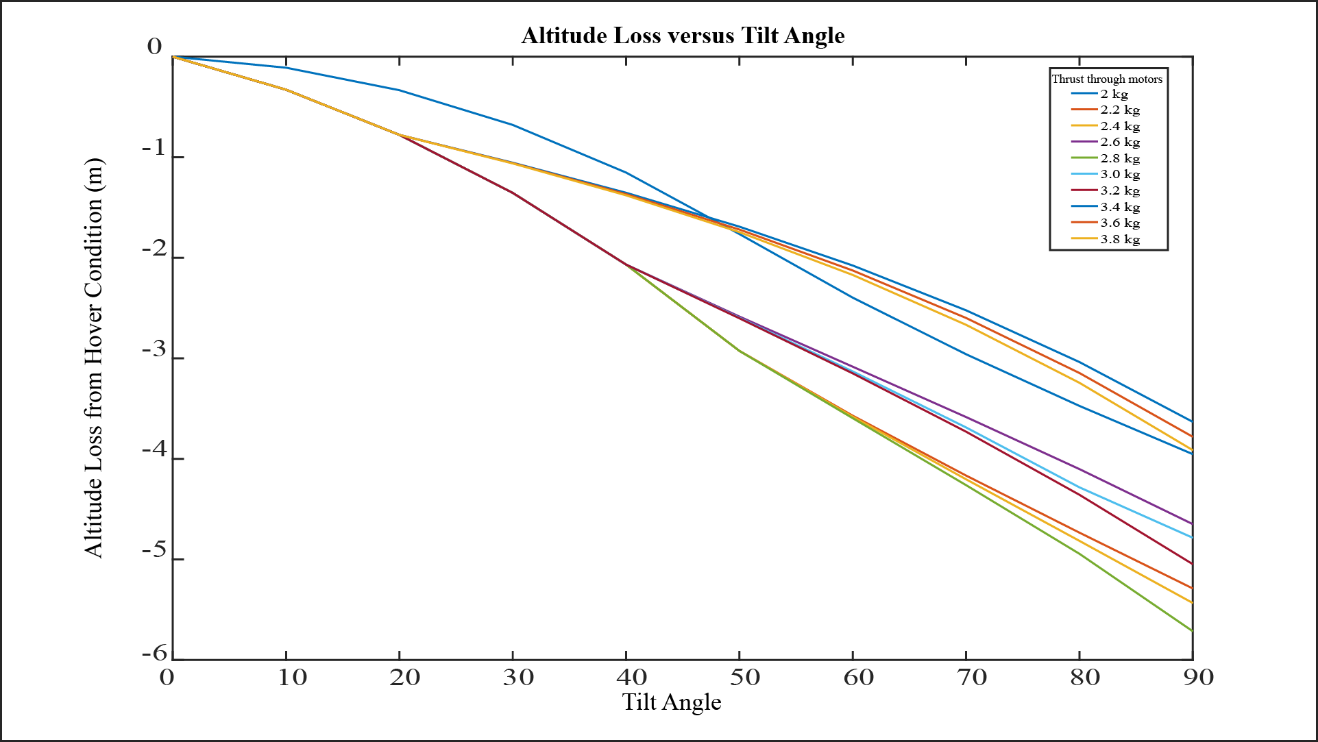 Altitude Loss versus Tilt Angle
0
-1
-2
-3
-4
-5
-6
Altitude Loss from Hover Condition (m)
Thrust through motors
2 kg
2.2 kg
2.4 kg
2.6 kg
2.8 kg
3.0 kg
3.2 kg
3.4 kg
3.6 kg
3.8 kg
0 10 20 30 40 50 60 70 80 90
Tilt Angle